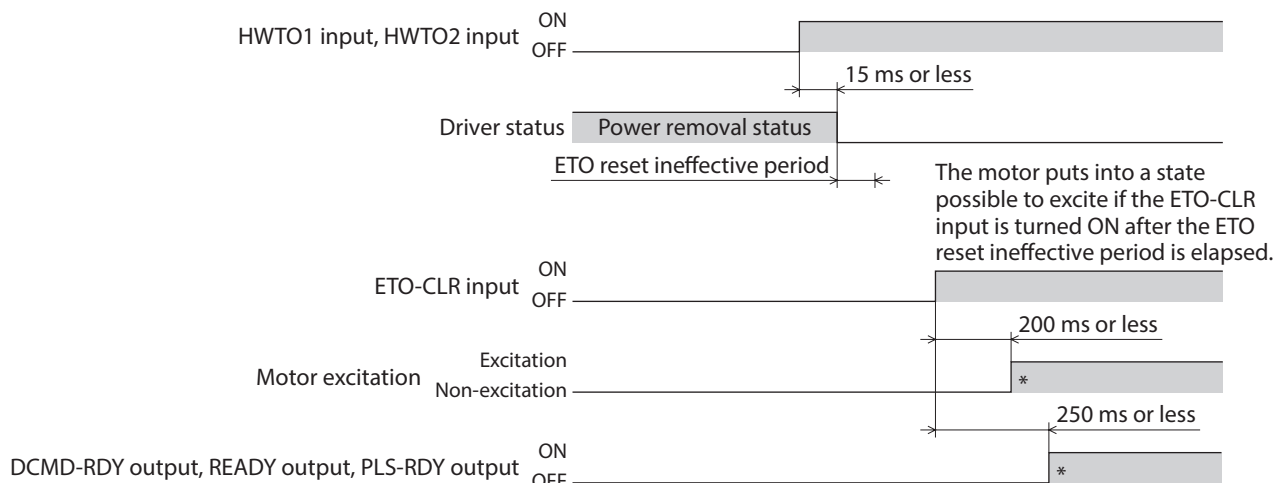 HWTO1 input, HWTO2 input
ON
OFF
15 ms or less
Driver status
Power removal status
ETO reset ineffective period
The motor puts into a state
possible to excite if the ETO-CLR
input is turned ON after the ETO
reset ineffective period is elapsed.
ETO-CLR input
ON
OFF
200 ms or less
Motor excitation
Excitation
Non-excitation
*
250 ms or less
DCMD-RDY output, READY output, PLS-RDY output
ON
OFF
*